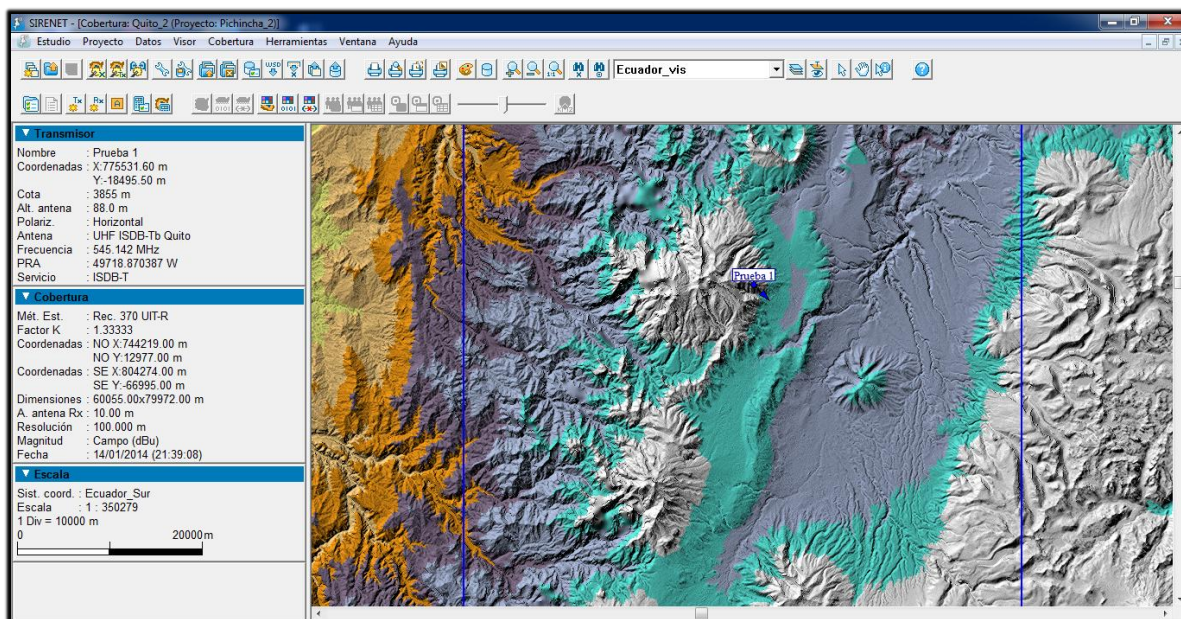 SIRENET - [Cobertura: Quito_2 (Proyecto: Pichincha_2)]
Estudio Proyecto Datos Visor Cobertura Herramientas Ventana Ayuda
Ecuador_vis
Transmisor
Nombre : Prueba 1
Coordenadas : X:775531.60 m
Y:-18495.50 m
Cota : 3855 m
Alt. antena : 88.0 m
Polariz. : Horizontal
Antena : UHF ISDB-Tb Quito
Frecuencia : 545.142 MHz
PRA : 49718.870387 W
Servicio : ISDB-T
Cobertura
Mét. Est. : Rec. 370 UIT-R
Factor K : 1.33333
Coordenadas : NO X:744219.00 m
NO Y:12977.00 m
Coordenadas : SE X:804274.00 m
SE Y:-66995.00 m
Dimensiones : 60055.00x79972.00 m
A. antena Rx : 10.00 m
Resolución : 100.000 m
Magnitud : Campo (dBu)
Fecha : 14/01/2014 (21:39:08)
Escala
Sist. coord. : Ecuador_Sur
Escala : 1 : 350279
1 Div = 10000 m
0 20000m
Prueba 1